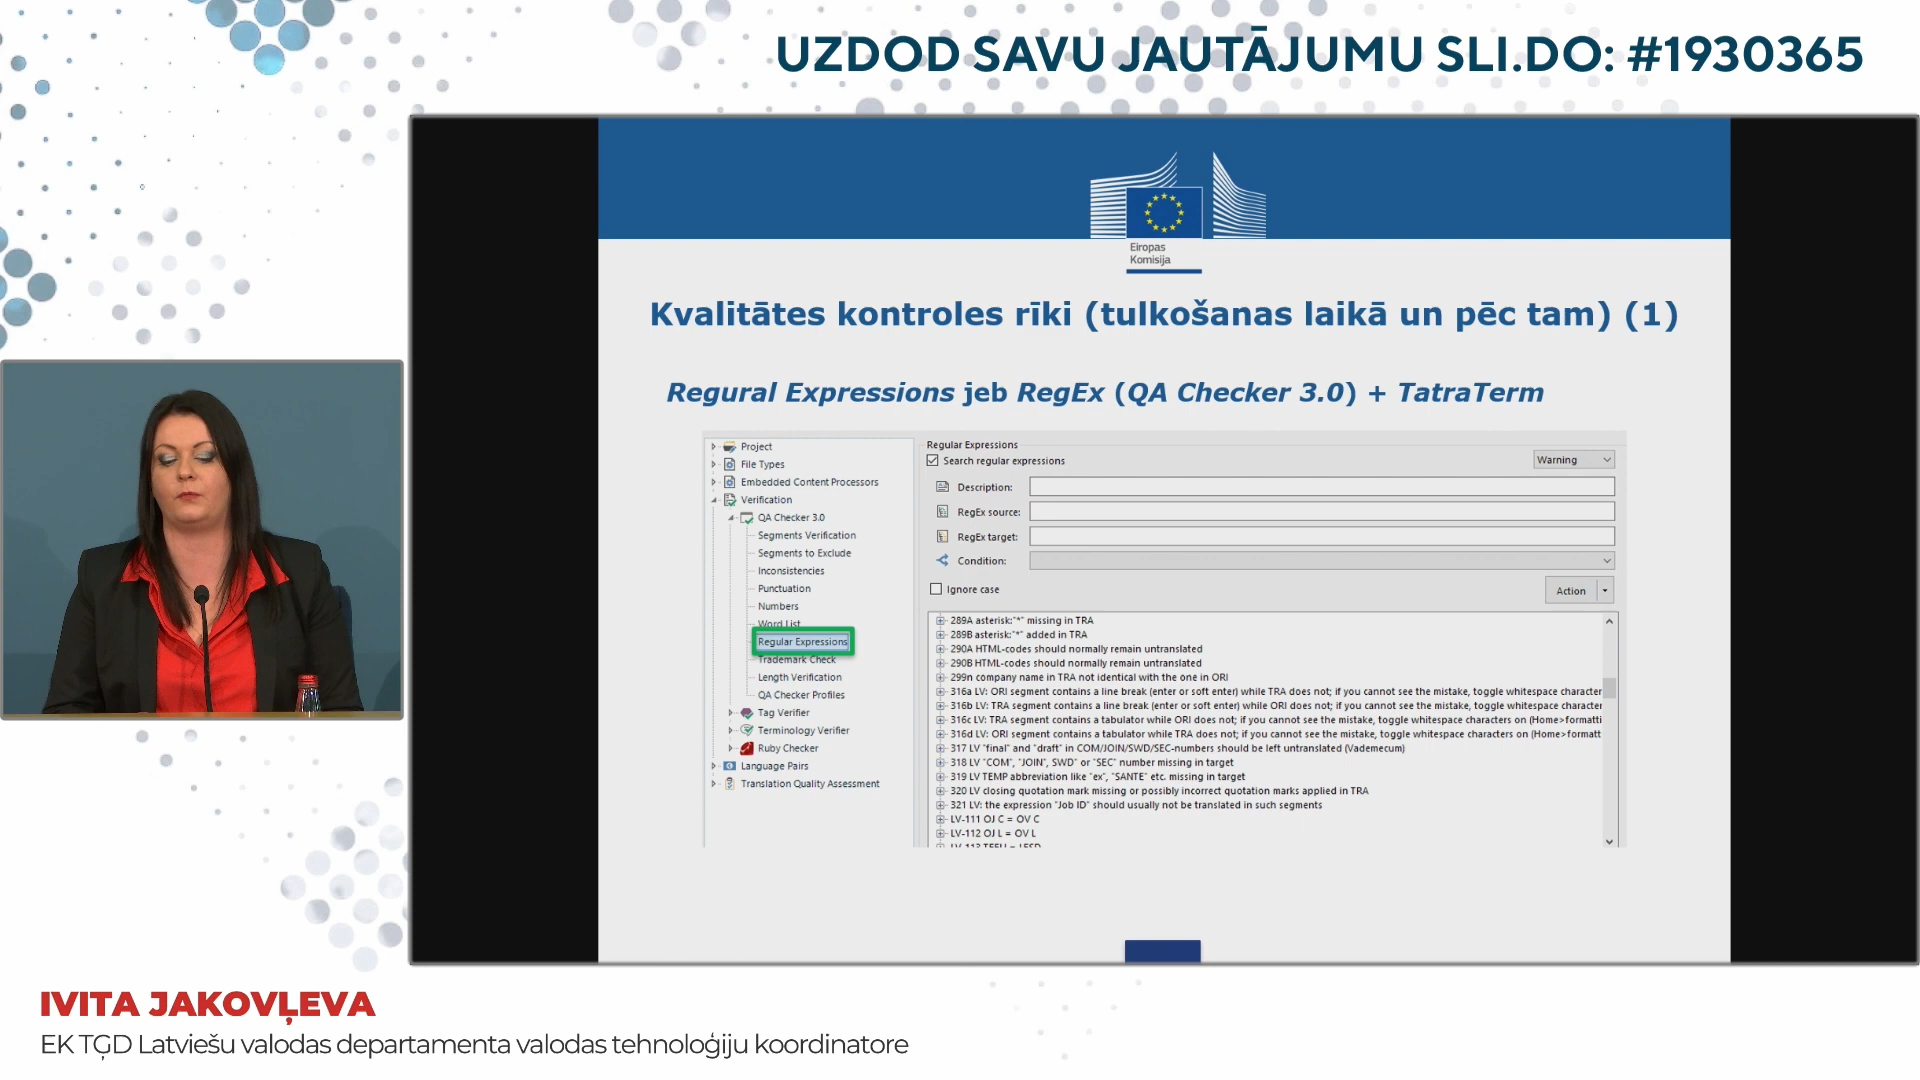 UZDOD SAVU JAUTĀJUMU SLI.DO: #1930365
Eiropas
Komisija
Kvalitātes kontroles rīki (tulkošanas laikā un pēc tam) (1)
Regural Expressions jeb RegEx (QA Checker 3.0) + TatraTerm
Project
File Types
Embedded Content Processors
Verification
QA Checker 3.0
Segments Verification
Segments to Exclude
Inconsistencies
Punctuation
Numbers
Word List
Regular Expressions
Trademark Check
Length Verification
QA Checker Profiles
Tag Verifier
Terminology Verifier
Ruby Checker
Language Pairs
Translation Quality Assessment
Regular Expressions
Search regular expressions
Warning
Description:
RegEx source:
RegEx target:
Condition:
Ignore case
Action
289A asterisk:"*" missing in TRA
289B asterisk:"*" added in TRA
290A HTML-codes should normally remain untranslated
290B HTML-codes should normally remain untranslated
299n company name in TRA not identical with the one in ORI
316a LV: ORI segment contains a line break (enter or soft enter) while TRA does not; if you cannot see the mistake, toggle whitespace character
316b LV: TRA segment contains a line break (enter or soft enter) while ORI does not; if you cannot see the mistake, toggle whitespace character
316c LV: TRA segment contains a tabulator while ORI does not; if you cannot see the mistake, toggle whitespace characters on (Home>formatti
316d LV: ORI segment contains a tabulator while TRA does not; if you cannot see the mistake, toggle whitespace characters on (Home>formatt
317 LV "final" and "draft" in COM/JOIN/SWD/SEC-numbers should be left untranslated (Vademecum)
318 LV "COM", "JOIN", SWD" or "SEC" number missing in target
319 LV TEMP abbreviation like "ex", "SANTE" etc. missing in target
320 LV closing quotation mark missing or possibly incorrect quotation marks applied in TRA
321 LV: the expression "Job ID" should usually not be translated in such segments
LV-111 OJ C = OV C
LV-112 OJ L = OV L
LV-113 TFEU = LESD
IVITA JAKOVĻEVA
EK TĢD Latviešu valodas departamenta valodas tehnoloģiju koordinatore